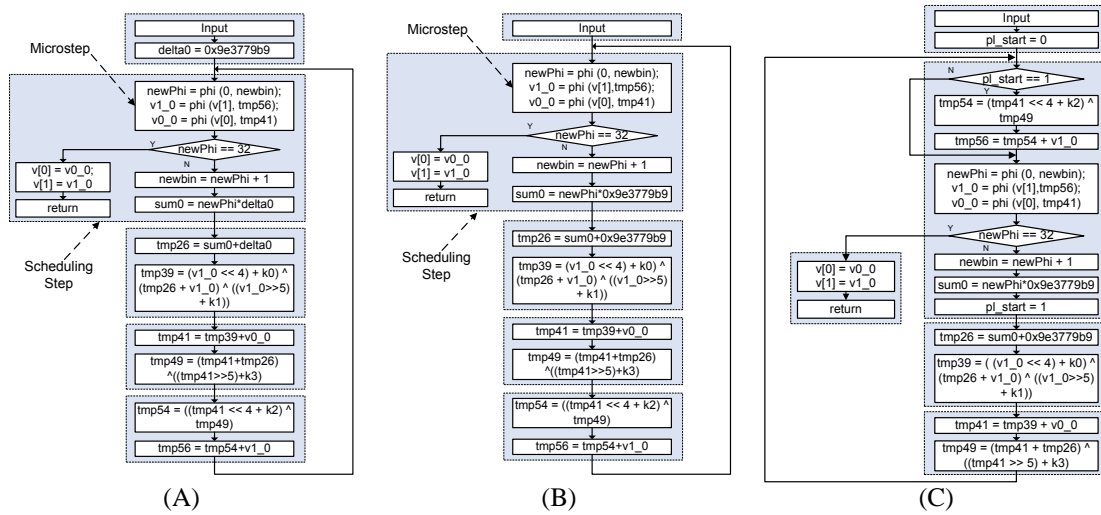 Input
delta0 = 0x9e3779b9
Microstep
newPhi = phi (0, newbin);
v1_0 = phi (v[1], tmp56);
v0_0 = phi (v[0], tmp41)
Y
newPhi == 32
N
v[0] = v0_0;
v[1] = v1_0
return
newbin = newPhi + 1
sum0 = newPhi*delta0
Scheduling
Step
tmp26 = sum0+delta0
tmp39 = (v1_0 << 4) + k0) ^
(tmp26 + v1_0) ^ ((v1_0>>5)
+ k1))
tmp41 = tmp39+v0_0
tmp49 = (tmp41+tmp26)
^((tmp41>>5)+k3)
tmp54 = ((tmp41 << 4 + k2) ^
tmp49)
tmp56 = tmp54+v1_0
(A)
Input
Microstep
newPhi = phi (0, newbin);
v1_0 = phi (v[1],tmp56);
v0_0 = phi (v[0], tmp41)
Y
newPhi == 32
N
v[0] = v0_0
v[1] = v1_0
return
newbin = newPhi + 1
sum0 = newPhi*0x9e3779b9
Scheduling
Step
tmp26 = sum0+0x9e3779b9
tmp39 = (v1_0 << 4) + k0) ^
(tmp26 + v1_0) ^ ((v1_0>>5)
+ k1))
tmp41 = tmp39+v0_0
tmp49 = (tmp41+tmp26)
^((tmp41>>5)+k3)
tmp54 = ((tmp41 << 4 + k2) ^
tmp49)
tmp56 = tmp54+v1_0
(B)
Input
pl_start = 0
N
pl_start == 1
Y
tmp54 = (tmp41 << 4 + k2) ^
tmp49
tmp56 = tmp54 + v1_0
newPhi = phi (0, newbin);
v1_0 = phi (v[1],tmp56);
v0_0 = phi (v[0], tmp41)
Y
newPhi == 32
N
v[0] = v0_0
v[1] = v1_0
return
newbin = newPhi + 1
sum0 = newPhi*0x9e3779b9
pl_start = 1
tmp26 = sum0+0x9e3779b9
tmp39 = ( (v1_0 << 4) + k0) ^
(tmp26 + v1_0) ^ ((v1_0>>5)
+ k1))
tmp41 = tmp39 + v0_0
tmp49 = (tmp41 + tmp26) ^
((tmp41 >> 5) + k3)
(C)